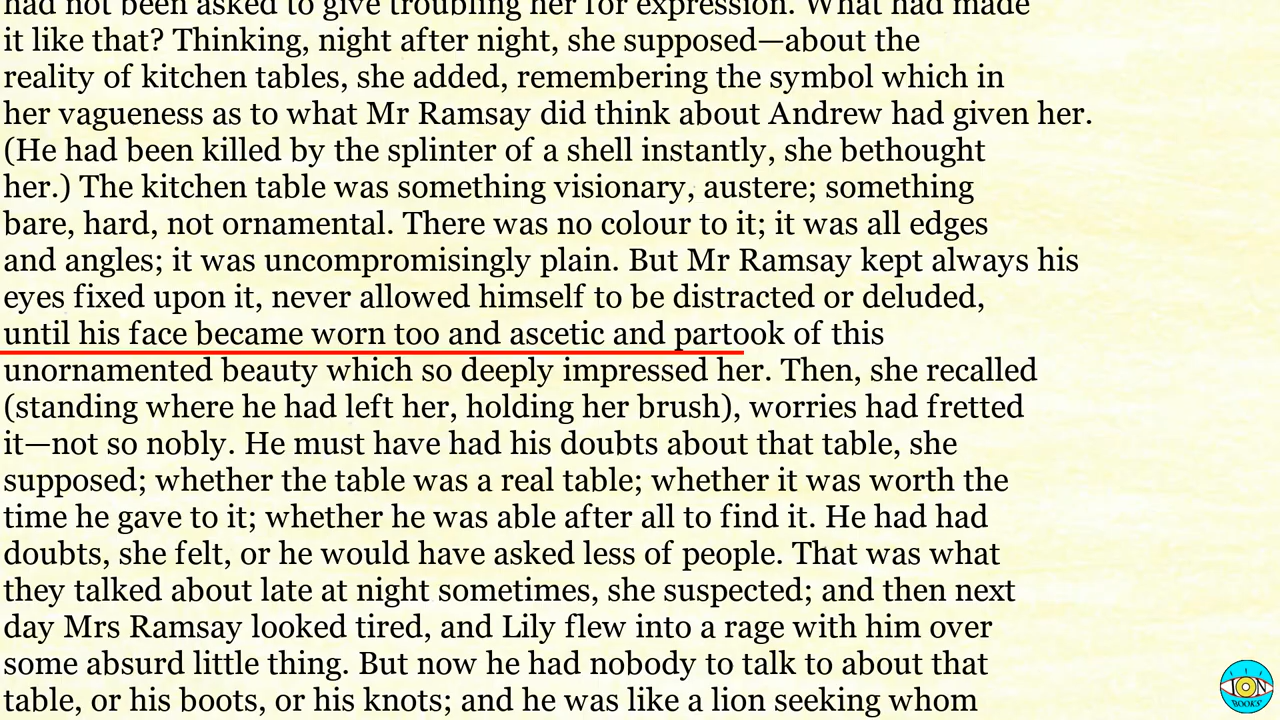 had not been asked to give troubling her for expression. What had made
it like that? Thinking, night after night, she supposed—about the
reality of kitchen tables, she added, remembering the symbol which in
her vagueness as to what Mr Ramsay did think about Andrew had given her.
(He had been killed by the splinter of a shell instantly, she bethought
her.) The kitchen table was something visionary, austere; something
bare, hard, not ornamental. There was no colour to it; it was all edges
and angles; it was uncompromisingly plain. But Mr Ramsay kept always his
eyes fixed upon it, never allowed himself to be distracted or deluded,
until his face became worn too and ascetic and partook of this
unornamented beauty which so deeply impressed her. Then, she recalled
(standing where he had left her, holding her brush), worries had fretted
it—not so nobly. He must have had his doubts about that table, she
supposed; whether the table was a real table; whether it was worth the
time he gave to it; whether he was able after all to find it. He had had
doubts, she felt, or he would have asked less of people. That was what
they talked about late at night sometimes, she suspected; and then next
day Mrs Ramsay looked tired, and Lily flew into a rage with him over
some absurd little thing. But now he had nobody to talk to about that
table, or his boots, or his knots; and he was like a lion seeking whom
ION
BOOKS